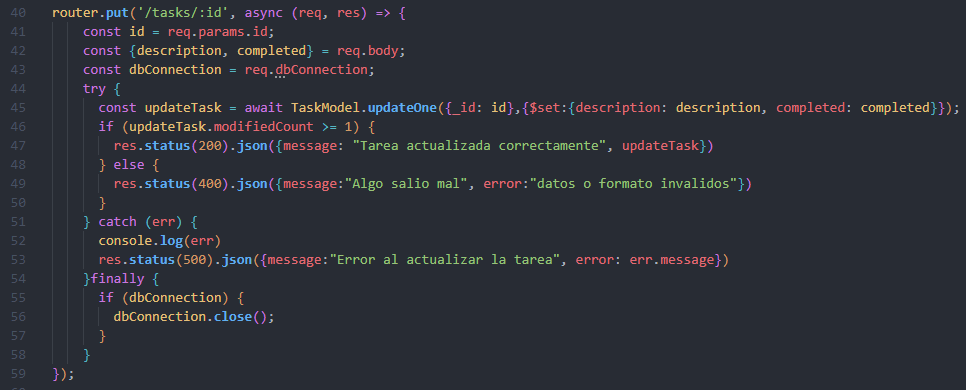 40 router.put('/tasks/:id', async (req, res) => {
41 const id = req.params.id;
42 const {description, completed} = req.body;
43 const dbConnection = req.dbConnection;
44 try {
45 const updateTask = await TaskModel.updateOne({_id: id},{$set:{description: description, completed: completed}});
46 if (updateTask.modifiedCount >= 1) {
47 res.status(200).json({message: "Tarea actualizada correctamente", updateTask})
48 } else {
49 res.status(400).json({message:"Algo salio mal", error:"datos o formato invalidos"})
50 }
51 } catch (err) {
52 console.log(err)
53 res.status(500).json({message:"Error al actualizar la tarea", error: err.message})
54 }finally {
55 if (dbConnection) {
56 dbConnection.close();
57 }
58 }
59 });